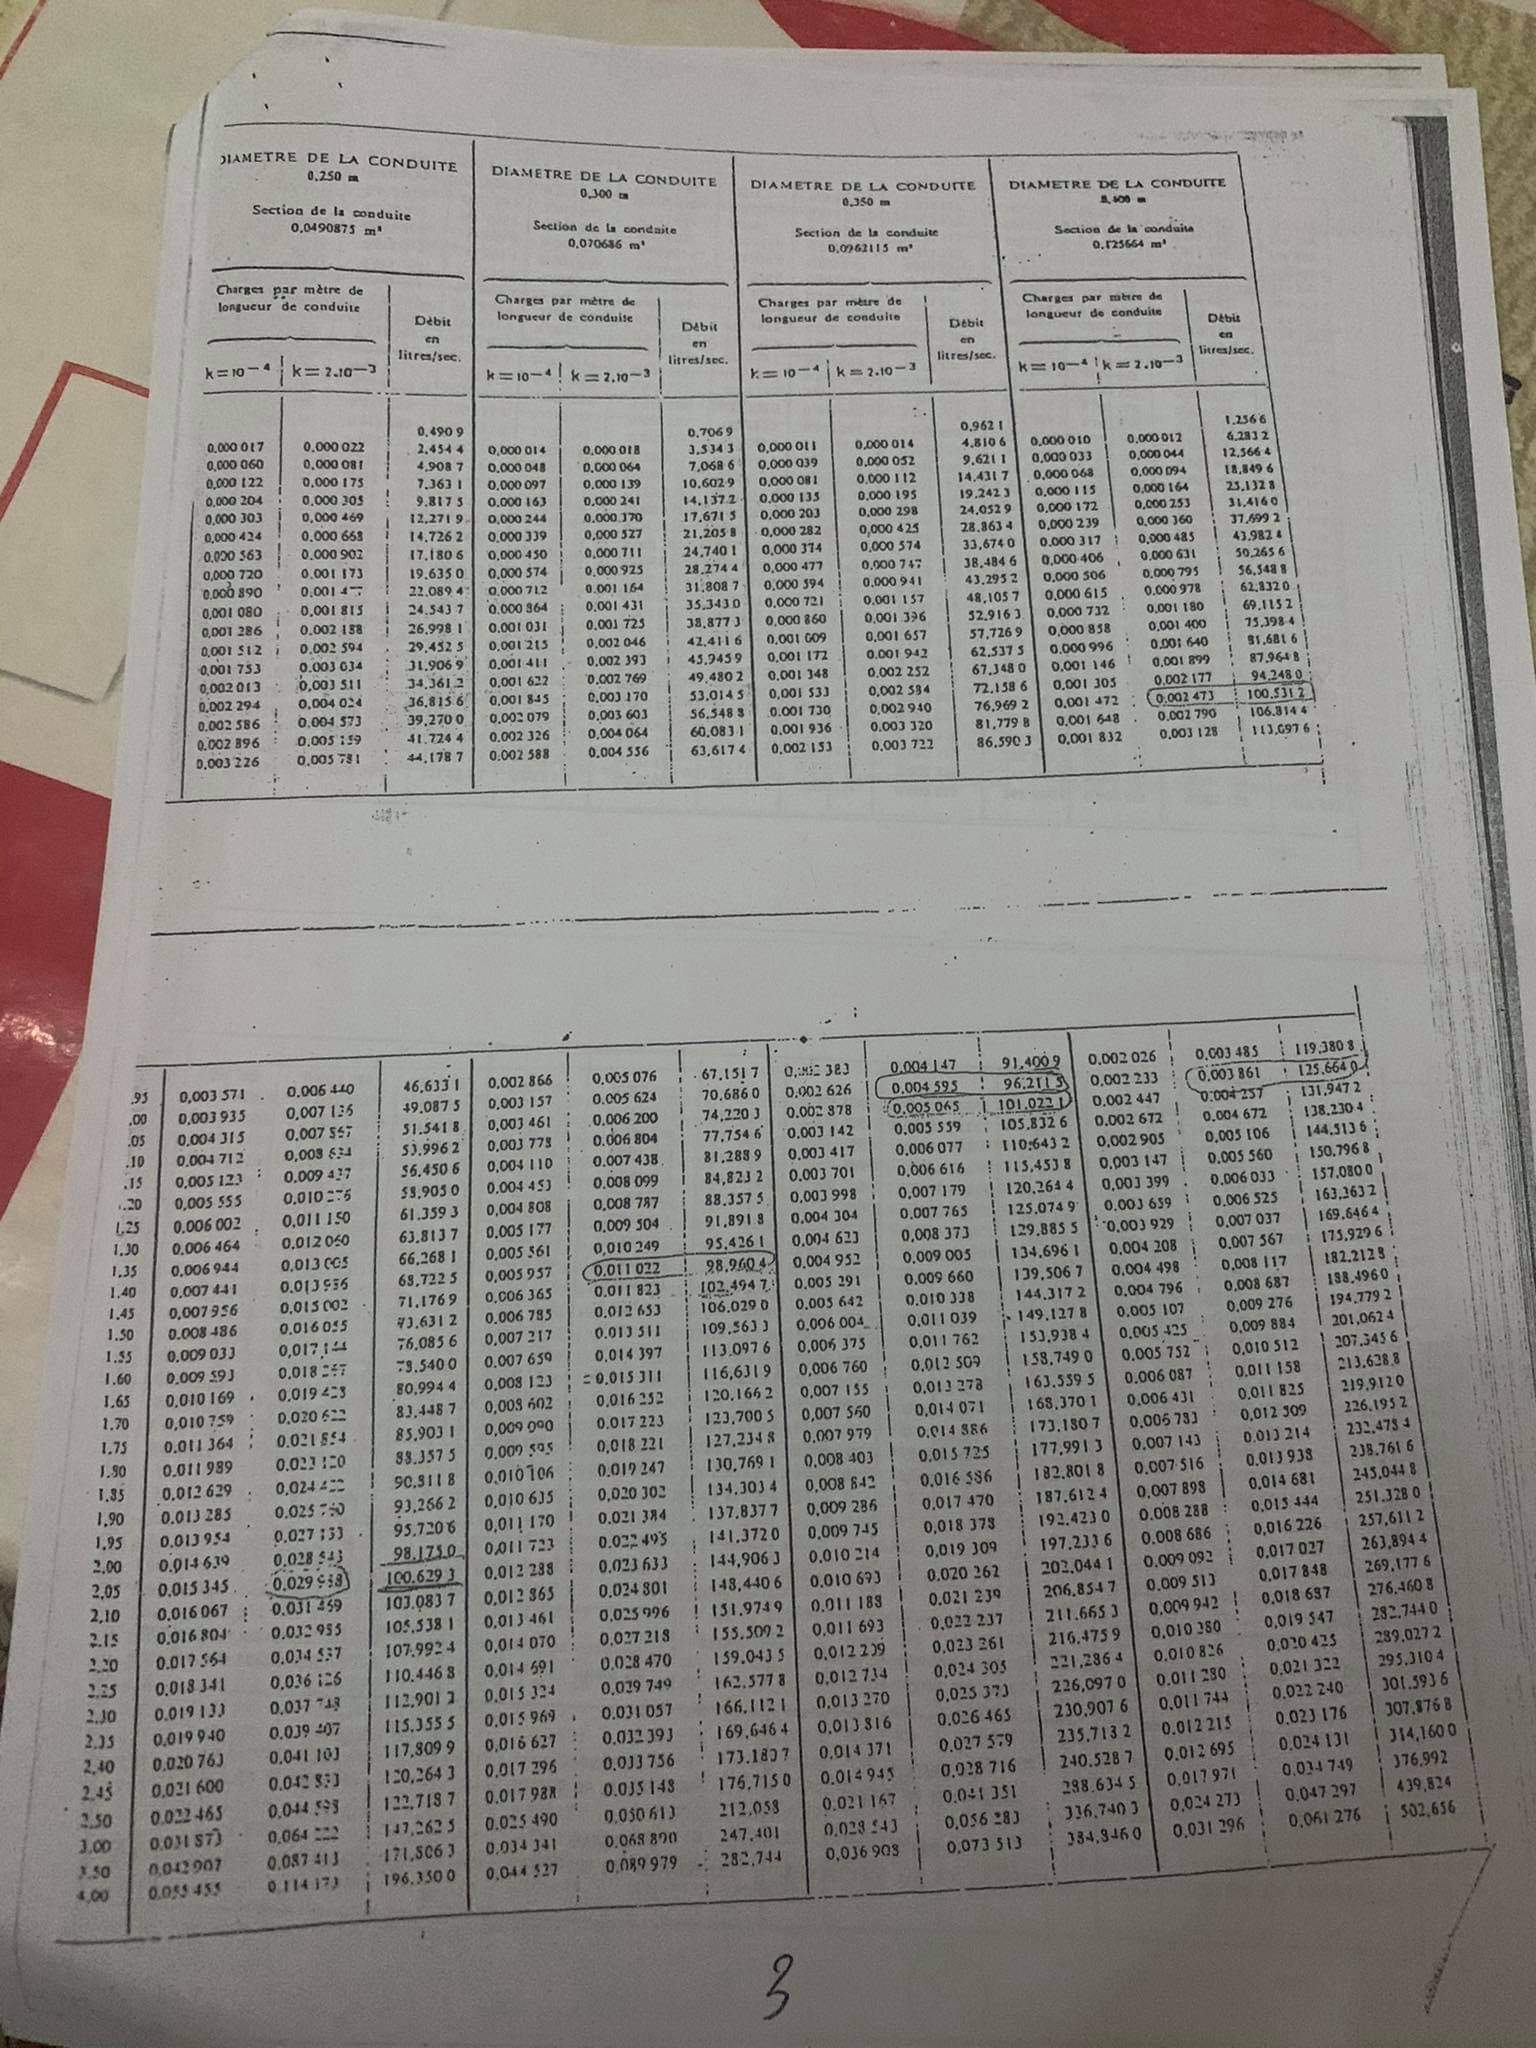 DIAMETRE DE LA CONDUITE DIAMETRE DE LA CONDUITE DIAMETRE DE LA CONDUITE DIAMETRE DE LA CONDUITE
0,250 m 0,300 m 0,350 m
Section de la conduite Section de la conduite Section de la conduite Section de la conduite
0,0490875 m² 0,070686 m² 0,0962115 m² 0,125664 m²
Charges par mètre de Charges par mètre de Charges par mètre de Charges par mètre de
longueur de conduite longueur de conduite longueur de conduite longueur de conduite
Débit Débit Débit Débit
en en en en
litres/sec. litres/sec. litres/sec. litres/sec.
k=10⁻⁴ k=2.10⁻³ k=10⁻⁴ k=2.10⁻³ k=10⁻⁴ k=2.10⁻³ k=10⁻⁴ k=2.10⁻³
0,490 9 0,706 9 0,962 1 1,256 6
0,000 017 0,000 022 2,454 4 0,000 014 0,000 018 3,534 3 0,000 011 0,000 014 4,810 6 0,000 010 0,000 012 6,283 2
0,000 060 0,000 081 4,908 7 0,000 048 0,000 064 7,068 6 0,000 039 0,000 052 9,621 1 0,000 033 0,000 044 12,566 4
0,000 122 0,000 175 7,363 1 0,000 097 0,000 139 10,602 9 0,000 081 0,000 112 14,431 7 0,000 068 0,000 094 18,849 6
0,000 204 0,000 305 9,817 5 0,000 163 0,000 241 14,137 2 0,000 135 0,000 195 19,242 3 0,000 115 0,000 164 25,132 8
0,000 303 0,000 469 12,271 9 0,000 244 0,000 370 17,671 5 0,000 203 0,000 298 24,052 9 0,000 172 0,000 253 31,416 0
0,000 424 0,000 668 14,726 2 0,000 339 0,000 527 21,205 8 0,000 282 0,000 425 28,863 4 0,000 239 0,000 360 37,699 2
0,000 563 0,000 902 17,180 6 0,000 450 0,000 711 24,740 1 0,000 374 0,000 574 33,674 0 0,000 317 0,000 485 43,982 4
0,000 720 0,001 173 19,635 0 0,000 574 0,000 925 28,274 4 0,000 477 0,000 747 38,484 6 0,000 406 0,000 631 50,265 6
0,000 890 22,089 4 0,000 712 0,001 164 31,808 7 0,000 594 0,000 941 43,295 2 0,000 506 0,000 795 56,548 8
0,001 080 0,001 815 24,543 7 0,000 864 0,001 431 35,343 0 0,000 721 0,001 157 48,105 7 0,000 615 0,000 978 62,832 0
0,001 286 0,002 188 26,998 1 0,001 031 0,001 725 38,877 3 0,000 860 0,001 396 52,916 3 0,000 732 0,001 180 69,115 2
0,001 512 0,002 594 29,452 5 0,001 215 0,002 046 42,411 6 0,001 009 0,001 657 57,726 9 0,000 858 0,001 400 75,398 4
0,001 753 0,003 034 31,906 9 0,001 411 0,002 393 45,945 9 0,001 172 0,001 942 62,537 5 0,000 996 0,001 640 81,681 6
0,002 013 0,003 511 34,361 2 0,001 622 0,002 769 49,480 2 0,001 348 0,002 252 67,348 0 0,001 146 0,001 899 87,964 8
0,002 294 0,004 024 36,815 6 0,001 845 0,003 170 53,014 5 0,001 533 0,002 584 72,158 6 0,001 305 0,002 177 94,248 0
0,002 586 0,004 573 39,270 0 0,002 079 0,003 603 56,548 8 0,001 730 0,002 940 76,969 2 0,001 472 0,002 473 100,531 2
0,002 896 0,005 159 41,724 4 0,002 326 0,004 064 60,083 1 0,001 936 0,003 320 81,779 8 0,001 648 0,002 790 106,814 4
0,003 226 0,005 781 44,178 7 0,002 588 0,004 556 63,617 4 0,002 153 0,003 722 86,590 3 0,001 832 0,003 128 113,097 6
.95 0,003 571 0,006 440 46,633 1 0,002 866 0,005 076 67,151 7 383 0,004 147 91,400 9 0,002 026 0,003 485 119,380 8
.00 0,003 935 0,007 136 49,087 5 0,003 157 0,005 624 70,686 0 0,002 626 0,004 595 96,211 5 0,002 233 0,003 861 125,664 0
.05 0,004 315 51,541 8 0,003 461 0,006 200 74,220 3 0,002 878 0,005 065 101,022 1 0,002 447 0,004 257 131,947 2
.10 0,004 712 0,008 634 53,996 2 0,003 778 0,006 804 77,754 6 0,003 142 0,005 559 105,832 6 0,002 672 0,004 672 138,230 4
.15 0,005 123 0,009 437 56,450 6 0,004 110 0,007 438 81,288 9 0,003 417 0,006 077 110,643 2 0,002 905 0,005 106 144,513 6
.20 0,005 555 0,010 276 58,905 0 0,004 453 0,008 099 84,823 2 0,003 701 0,006 616 115,453 8 0,003 147 0,005 560 150,796 8
1,25 0,006 002 0,011 150 61,359 3 0,004 808 0,008 787 88,357 5 0,003 998 0,007 179 120,264 4 0,003 399 0,006 033 157,080 0
1,30 0,006 464 0,012 060 63,813 7 0,005 177 0,009 504 91,891 8 0,004 304 0,007 765 125,074 9 0,003 659 0,006 525 163,363 2
1,35 0,006 944 0,013 005 66,268 1 0,005 561 0,010 249 95,426 1 0,004 623 0,008 373 129,885 5 0,003 929 0,007 037 169,646 4
1,40 0,007 441 0,013 986 68,722 5 0,005 957 0,011 022 98,960 4 0,004 952 0,009 005 134,696 1 0,004 208 0,007 567 175,929 6
1,45 0,007 956 0,015 002 71,176 9 0,006 365 0,011 823 102,494 7 0,005 291 0,009 660 139,506 7 0,004 498 0,008 117 182,212 8
1,50 0,008 486 0,016 055 73,631 2 0,006 785 0,012 653 106,029 0 0,005 642 0,010 338 144,317 2 0,004 796 0,008 687 188,496 0
1,55 0,009 033 0,017 144 76,085 6 0,007 217 0,013 511 109,563 3 0,006 004 0,011 039 149,127 8 0,005 107 0,009 276 194,779 2
1,60 0,009 593 78,540 0 0,007 659 0,014 397 113,097 6 0,006 375 0,011 762 153,938 4 0,005 425 0,009 884 201,062 4
1,65 0,010 169 0,019 428 80,994 4 0,008 123 0,015 311 116,631 9 0,006 760 0,012 509 158,749 0 0,005 752 0,010 512 207,345 6
1,70 0,010 759 0,020 622 83,448 7 0,008 602 0,016 252 120,166 2 0,007 155 0,013 278 163,559 5 0,006 087 0,011 158 213,628,8
1,75 0,011 364 0,021 854 85,903 1 0,009 090 0,017 223 123,700 5 0,007 560 0,014 071 168,370 1 0,006 431 0,011 825 219,912 0
1,80 0,011 989 0,023 120 88,357 5 0,009 595 0,018 221 127,234 8 0,007 979 0,014 886 173,180 7 0,006 783 0,012 509 226,195 2
1,85 0,012 629 90,811 8 0,010 106 0,019 247 130,769 1 0,008 403 0,015 725 177,991 3 0,007 143 0,013 214 232,478 4
1,90 0,013 285 0,025 760 93,266 2 0,010 635 0,020 302 134,303 4 0,008 842 0,016 586 182,801 8 0,007 516 0,013 938 238,761 6
1,95 0,013 954 0,027 133 95,720 6 0,011 170 0,021 384 137,837 7 0,009 286 0,017 470 187,612 4 0,007 898 0,014 681 245,044 8
2,00 0,014 639 0,028 543 98,175 0 0,011 723 0,022 495 141,372 0 0,009 745 0,018 378 192,423 0 0,008 288 0,015 444 251,328 0
2,05 0,015 345 0,029 988 100,629 3 0,012 288 0,023 633 144,906 3 0,010 214 0,019 309 197,233 6 0,008 686 0,016 226 257,611 2
2,10 0,016 067 0,031 469 103,083 7 0,012 865 0,024 801 148,440 6 0,010 693 0,020 262 202,044 1 0,009 092 0,017 027 263,894 4
2,15 0,016 804 0,032 985 105,538 1 0,013 461 0,025 996 151,974 9 0,011 188 0,021 239 206,854 7 0,009 513 0,017 848 269,177 6
2,20 0,017 564 0,034 537 107,992 4 0,014 070 0,027 218 155,509 2 0,011 693 0,022 237 211,665 3 0,009 942 0,018 687 276,460 8
2,25 0,018 341 0,036 126 110,446 8 0,014 691 0,028 470 159,043 5 0,012 209 0,023 261 216,475 9 0,010 380 0,019 547 282,744 0
2,30 0,019 133 0,037 748 112,901 2 0,015 324 0,029 749 162,577 8 0,012 734 0,024 305 221,286 4 0,010 826 0,020 425 289,027 2
2,35 0,019 940 0,039 407 115,355 5 0,015 969 0,031 057 166,112 1 0,013 270 0,025 373 226,097 0 0,011 280 0,021 322 295,310 4
2,40 0,020 763 0,041 103 117,809 9 0,016 627 0,032 393 169,646 4 0,013 816 0,026 465 230,907 6 0,011 744 0,022 240 301,593 6
2,45 0,021 600 0,042 833 120,264 3 0,017 296 0,033 756 173,180 7 0,014 371 0,027 579 235,718 2 0,012 215 0,023 176 307,876 8
2,50 0,022 465 0,044 598 122,718 7 0,017 988 0,035 148 176,715 0 0,014 945 0,028 716 240,528 7 0,012 695 0,024 131 314,160 0
3,00 0,031 873 0,064 222 147,262 5 0,025 490 0,050 613 212,058 0,021 167 0,041 351 288,634 5 0,017 971 0,034 749 376,992
3,50 0,042 907 0,087 413 171,806 3 0,034 341 0,068 890 247,401 0,028 543 0,056 283 336,740 3 0,024 273 0,047 297 439,824
4,00 0,055 455 0,114 173 196,350 0 0,044 527 0,089 979 282,744 0,036 908 0,073 513 384,846 0 0,031 296 0,061 276 502,656
3